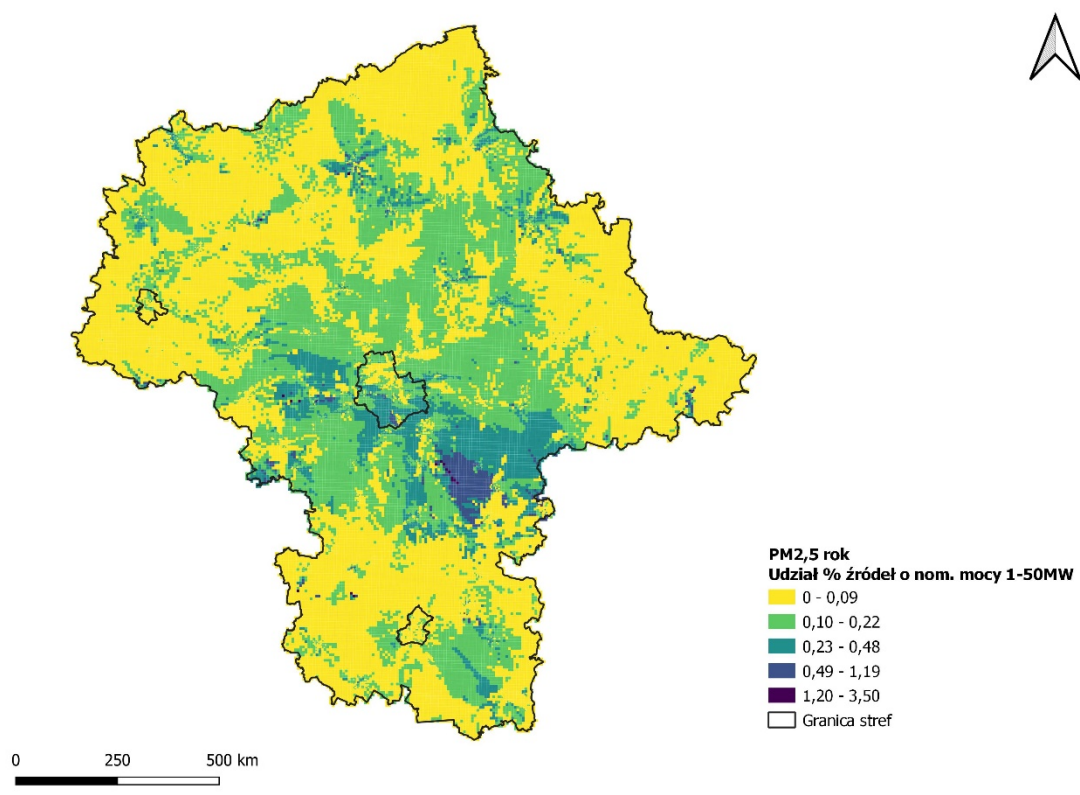 PM2,5 rok
Udział % źródeł o nom. mocy 1-50MW
0 - 0,09
0,10 - 0,22
0,23 - 0,48
0,49 - 1,19
1,20 - 3,50
Granica stref
0 250 500 km